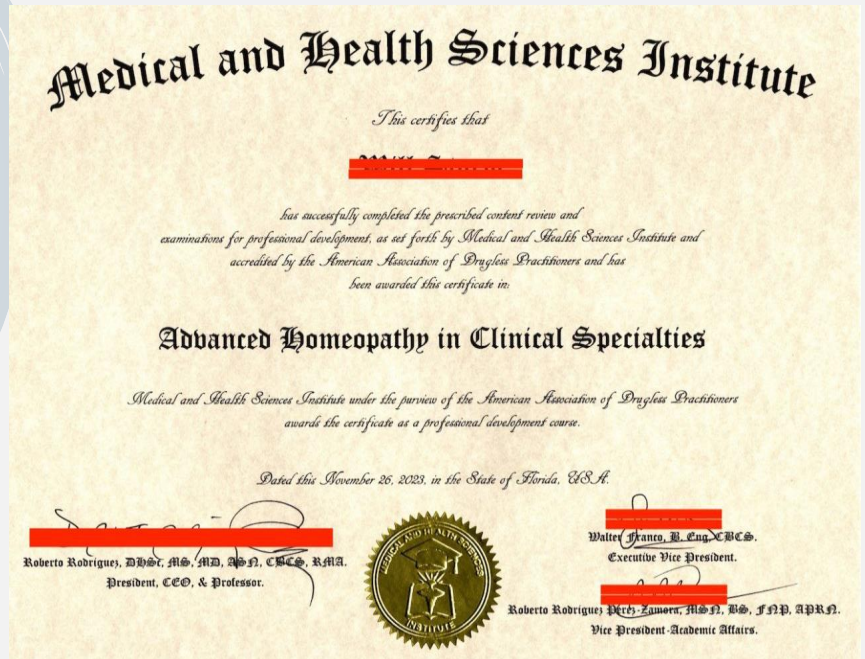 Medical and Health Sciences Institute
This certifies that
has successfully completed the prescribed content review and
examinations for professional development, as set forth by Medical and Health Sciences Institute and
accredited by the American Association of Drugless Practitioners and has
been awarded this certificate in:
Advanced Homeopathy in Clinical Specialties
Medical and Health Sciences Institute under the purview of the American Association of Drugless Practitioners
awards the certificate as a professional development course.
Dated this November 26, 2023, in the State of Florida, USA.
Roberto Rodriguez, DHSc, MS, MD, ASN, CBCS, RMA.
President, CEO, & Professor.
MEDICAL AND HEALTH SCIENCES
INSTITUTE
Walter Franco, B. Eng, CBCS.
Executive Vice President.
Roberto Rodriguez Pérez-Zamora, MSN, BS, FNP, APRN.
Vice President-Academic Affairs.